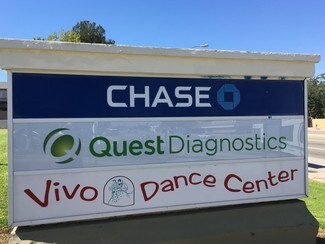 CHASE
Quest Diagnostics
Vivo Dance Center